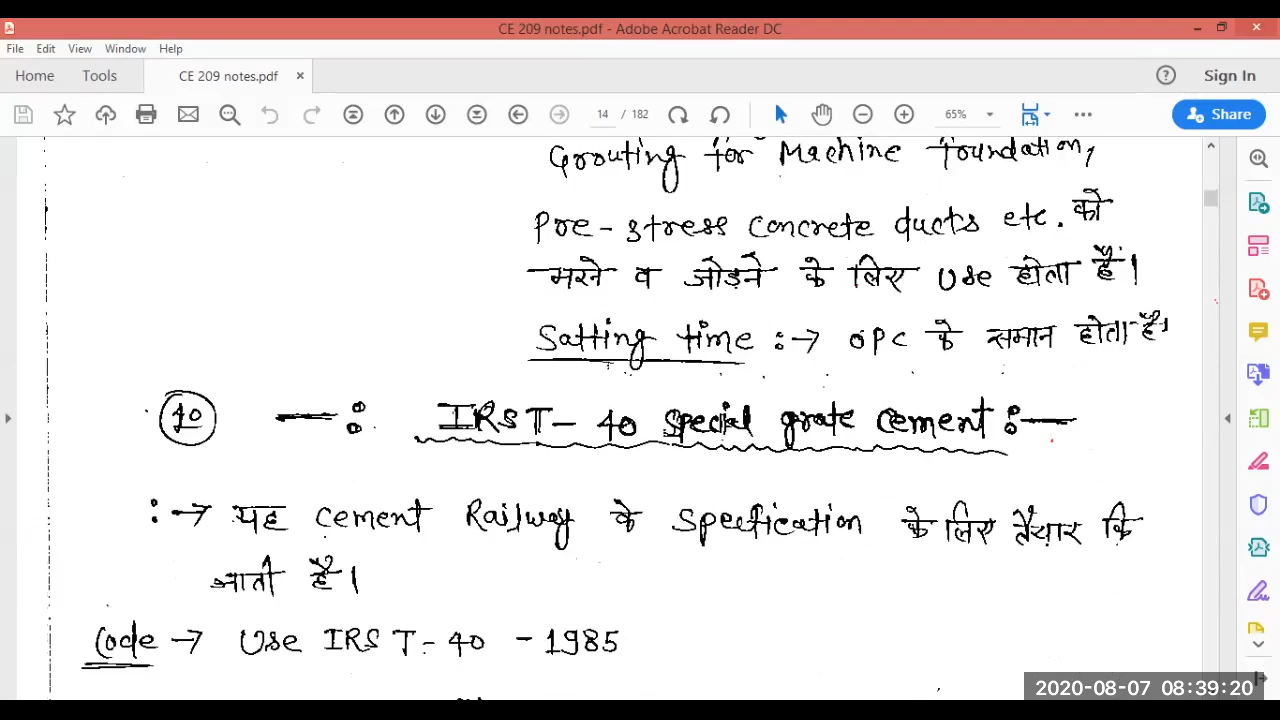 CE 209 notes.pdf - Adobe Acrobat Reader DC
File Edit View Window Help
Home Tools CE 209 notes.pdf × ? Sign In
14 / 182 65% Share
Grouting for Machine foundation,
Pre - stress concrete ducts etc. को
भरने व जोड़ने के लिए Use होता है।
Satting time :→ OPC के समान होता है।
10 —: IRST - 40 Special grate cement :—
:→ यह cement Railway के Specfication के लिए तैयार कि
जाती है।
Code → Use IRS T - 40 - 1985
2020-08-07 08:39:20